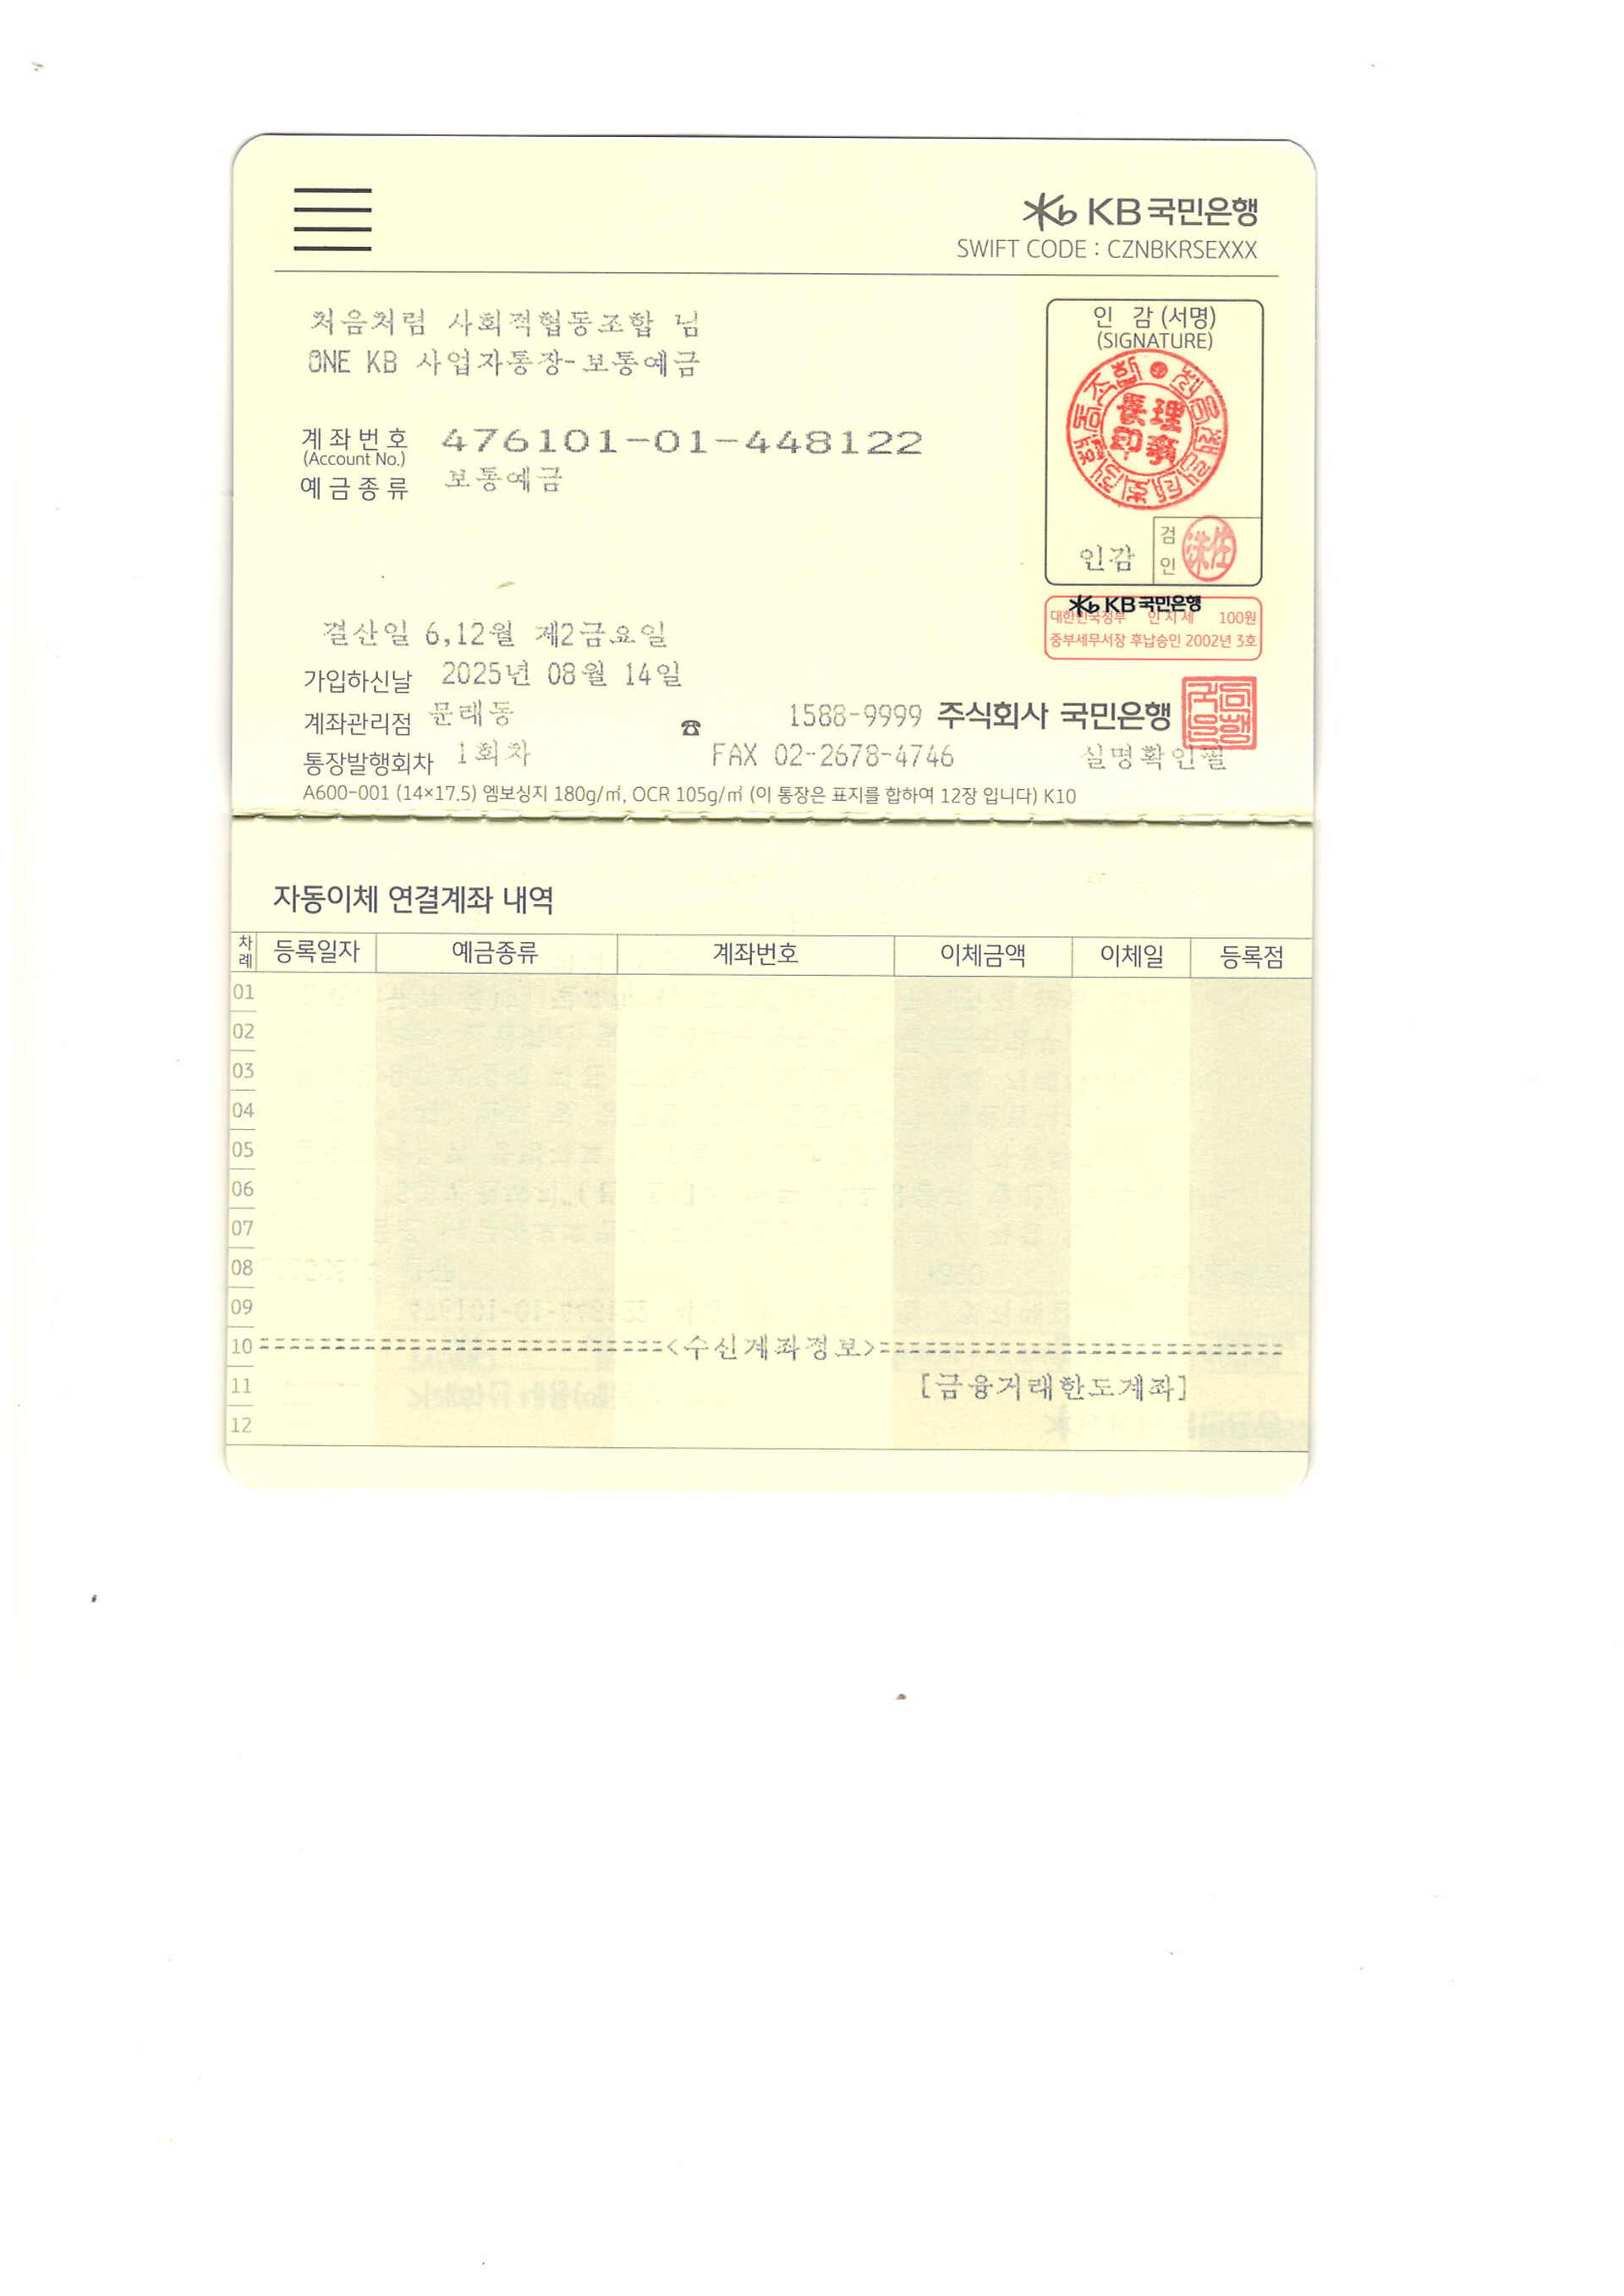 KB국민은행
SWIFT CODE : CZNBKRSEXXX
처음처럼 사회적협동조합 님
ONE KB 사업자통장-보통예금
인 감 (서명)
(SIGNATURE)
계좌번호 476101-01-448122
(Account No.)
예금종류 보통예금
理事
長印
인감
검인
KB국민은행
대한민국정부 인지세 100원
중부세무서장 후납승인 2002년 3호
결산일 6,12월 제2금요일
가입하신날 2025년 08월 14일
계좌관리점 문래동 ☎ 1588-9999 주식회사 국민은행
통장발행회차 1회차 FAX 02-2678-4746 실명확인필
A600-001 (14×17.5) 엠보싱지 180g/㎡, OCR 105g/㎡ (이 통장은 표지를 합하여 12장 입니다) K10
자동이체 연결계좌 내역
차례 등록일자 예금종류 계좌번호 이체금액 이체일 등록점
01
02
03
04
05
06
07
08
09
10 <수신계좌정보>
11 [금융거래한도계좌]
12